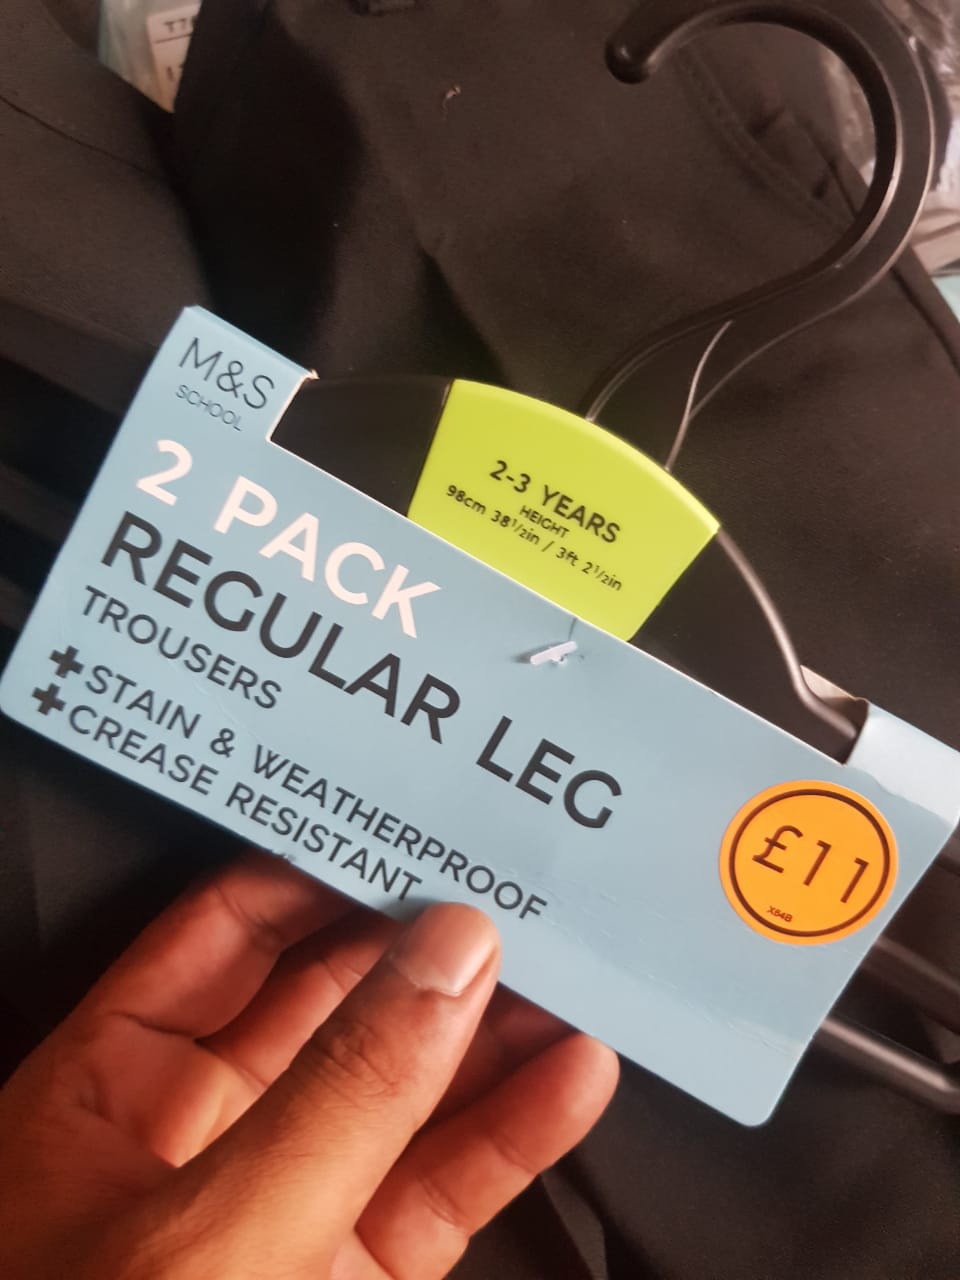 M&S
SCHOOL
2 PACK
REGULAR LEG
TROUSERS
+STAIN & WEATHERPROOF
+CREASE RESISTANT
2-3 YEARS
HEIGHT
98cm 38½in / 3ft 2½in
£11
X64B